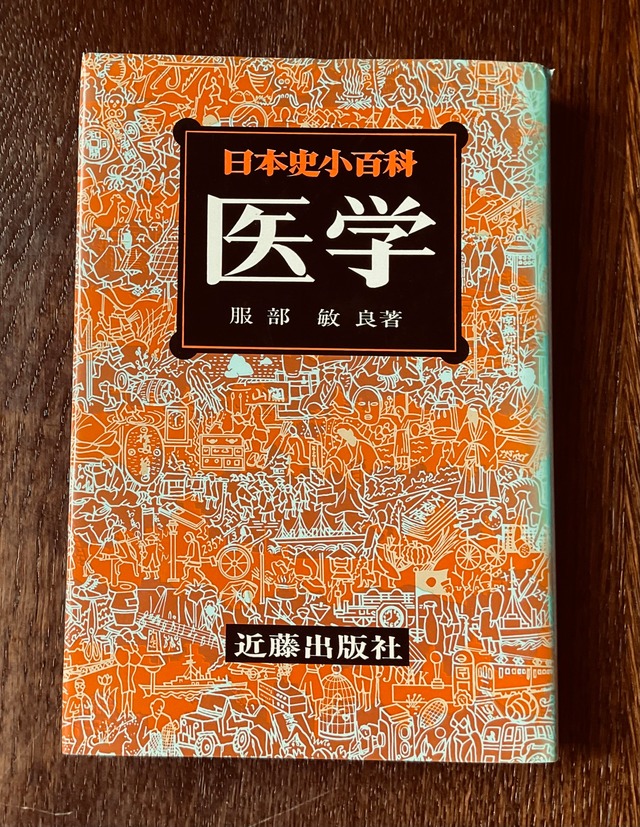 日本史小百科
医学
服部 敏良著
近藤出版社